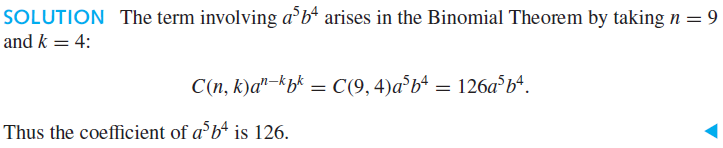 SOLUTION The term involving a⁵b⁴ arises in the Binomial Theorem by taking n = 9
and k = 4:
C(n, k)aⁿ⁻ᵏbᵏ = C(9, 4)a⁵b⁴ = 126a⁵b⁴.
Thus the coefficient of a⁵b⁴ is 126.